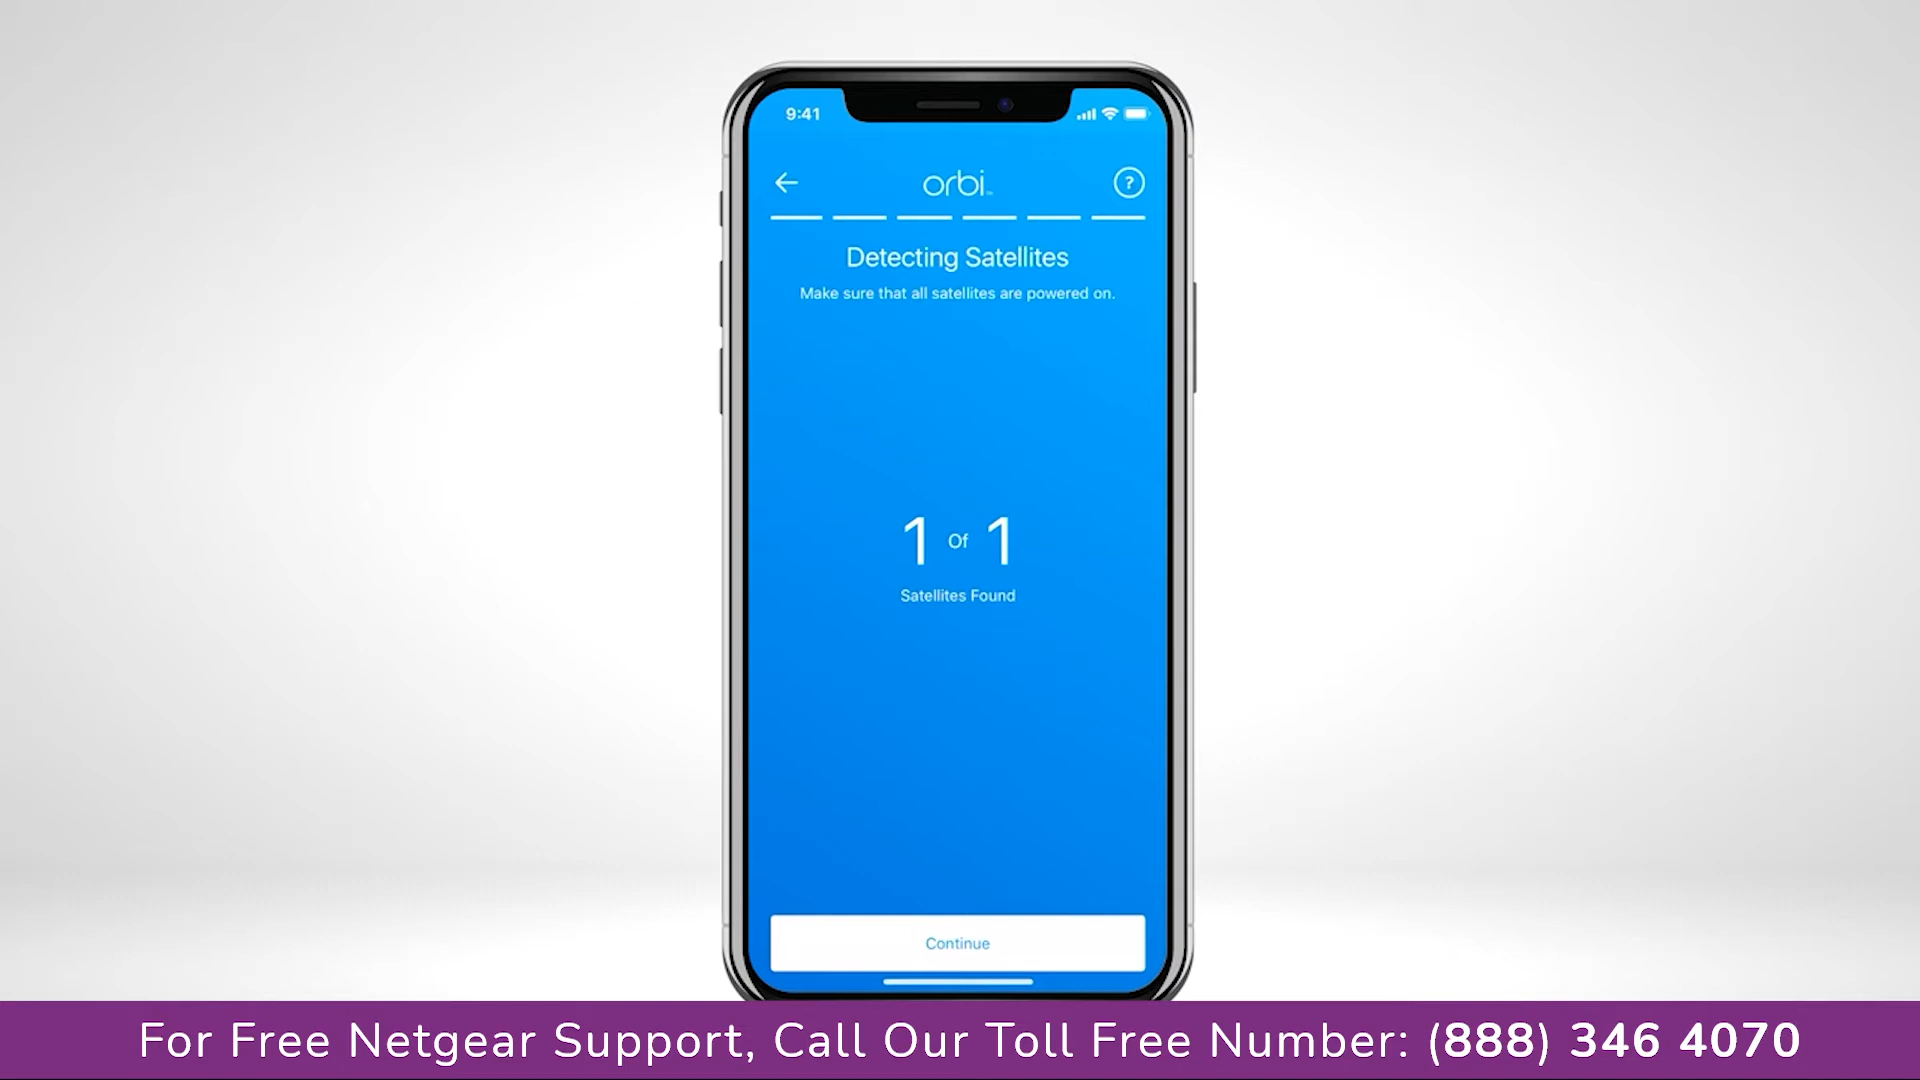 9:41
orbi
?
Detecting Satellites
Make sure that all satellites are powered on.
1 Of 1
Satellites Found
Continue
For Free Netgear Support, Call Our Toll Free Number: (888) 346 4070